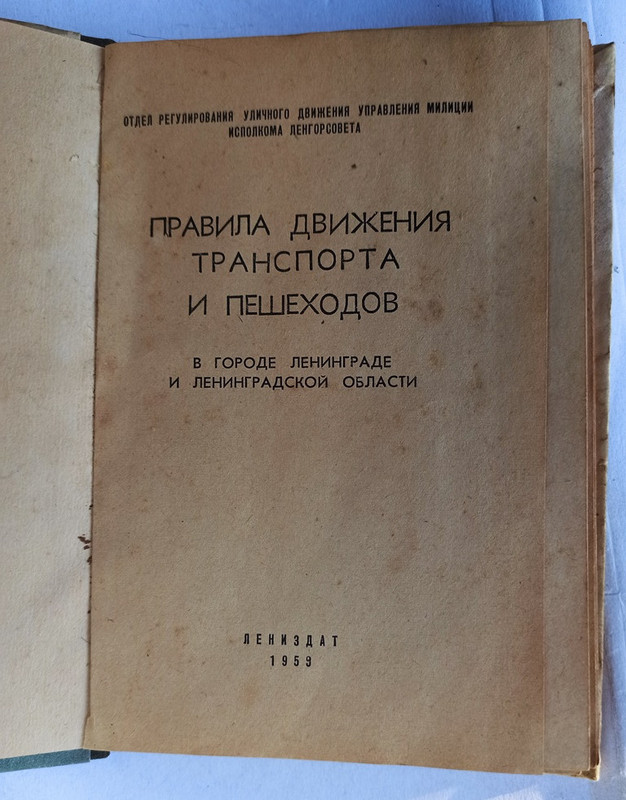 ОТДЕЛ РЕГУЛИРОВАНИЯ УЛИЧНОГО ДВИЖЕНИЯ УПРАВЛЕНИЯ МИЛИЦИИ
ИСПОЛКОМА ЛЕНГОРСОВЕТА
ПРАВИЛА ДВИЖЕНИЯ
ТРАНСПОРТА
И ПЕШЕХОДОВ
В ГОРОДЕ ЛЕНИНГРАДЕ
И ЛЕНИНГРАДСКОЙ ОБЛАСТИ
ЛЕНИЗДАТ
1959